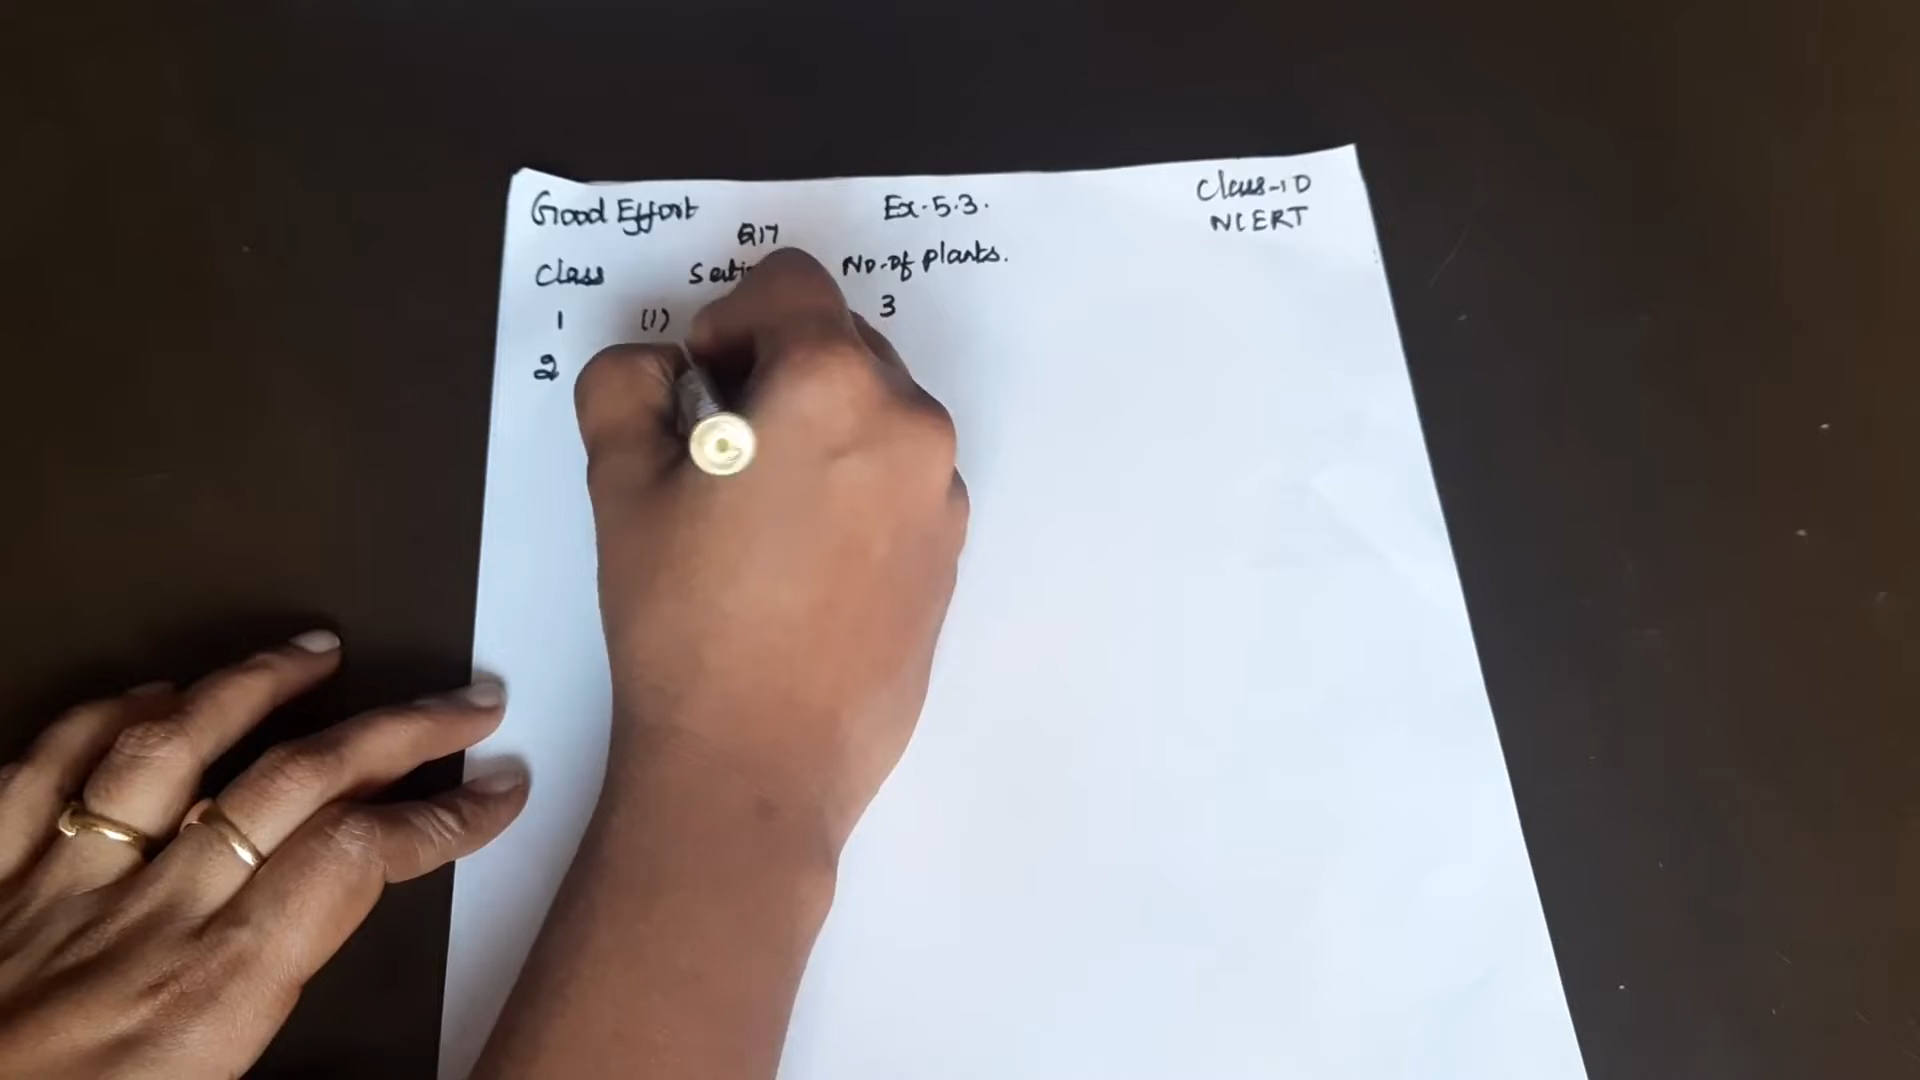 Good Effort Ex. 5.3. Class-10
NCERT
Q17
Class No. of plants.
1 (1) 3
2